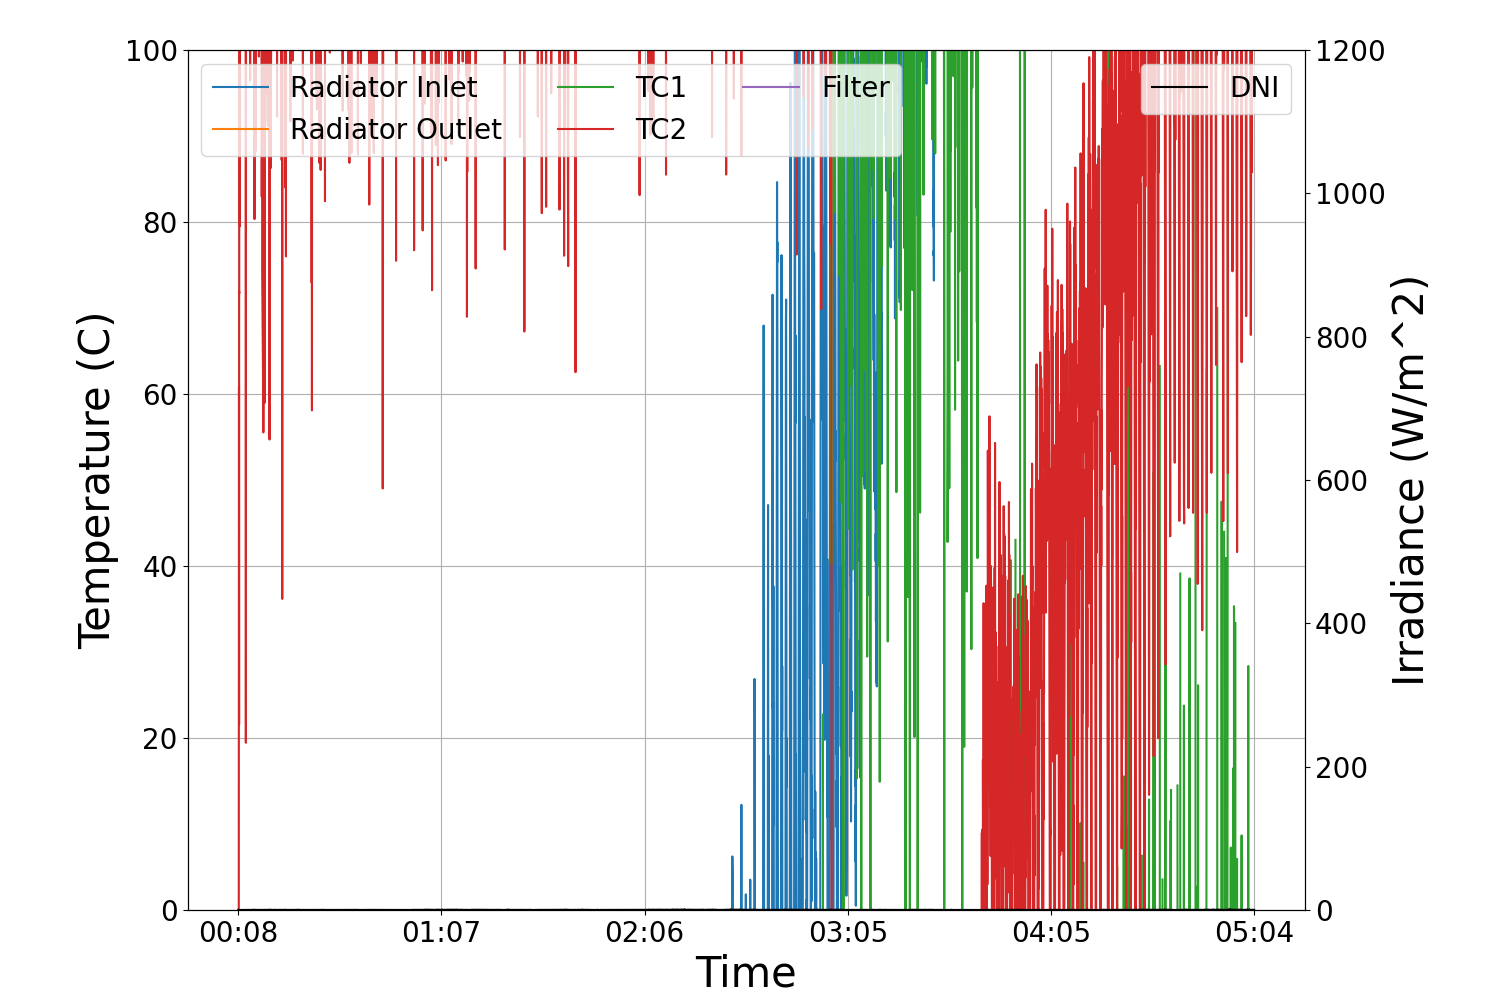 100
80
60
40
20
0
Temperature (C)
Radiator Inlet
Radiator Outlet
TC1
TC2
Filter
DNI
1200
1000
800
600
400
200
0
Irradiance (W/m^2)
00:08
01:07
02:06
03:05
04:05
05:04
Time